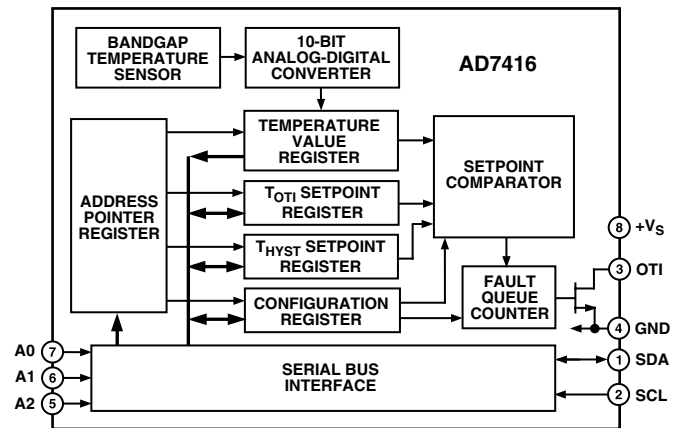 BANDGAP
TEMPERATURE
SENSOR
10-BIT
ANALOG-DIGITAL
CONVERTER
AD7416
ADDRESS
POINTER
REGISTER
TEMPERATURE
VALUE
REGISTER
SETPOINT
COMPARATOR
TOTI SETPOINT
REGISTER
THYST SETPOINT
REGISTER
CONFIGURATION
REGISTER
FAULT
QUEUE
COUNTER
8 +VS
3 OTI
4 GND
1 SDA
2 SCL
A0 7
A1 6
A2 5
SERIAL BUS
INTERFACE